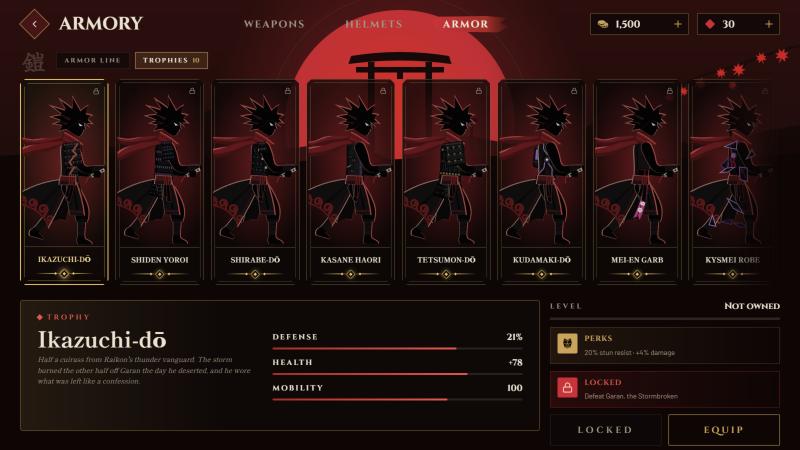 ARMORY
WEAPONS
HELMETS
ARMOR
1,500 +
30 +
鎧
ARMOR LINE
TROPHIES 10
IKAZUCHI-DŌ
SHIDEN YOROI
SHIRABE-DŌ
KASANE HAORI
TETSUMON-DŌ
KUDAMAKI-DŌ
MEI-EN GARB
KYSMEI ROBE
TROPHY
Ikazuchi-dō
Half a cuirass from Raikon's thunder vanguard. The storm
burned the other half off Garan the day he deserted, and he wore
what was left like a confession.
DEFENSE 21%
HEALTH +78
MOBILITY 100
LEVEL NOT OWNED
PERKS
20% stun resist · +4% damage
LOCKED
Defeat Garan, the Stormbroken
LOCKED
EQUIP